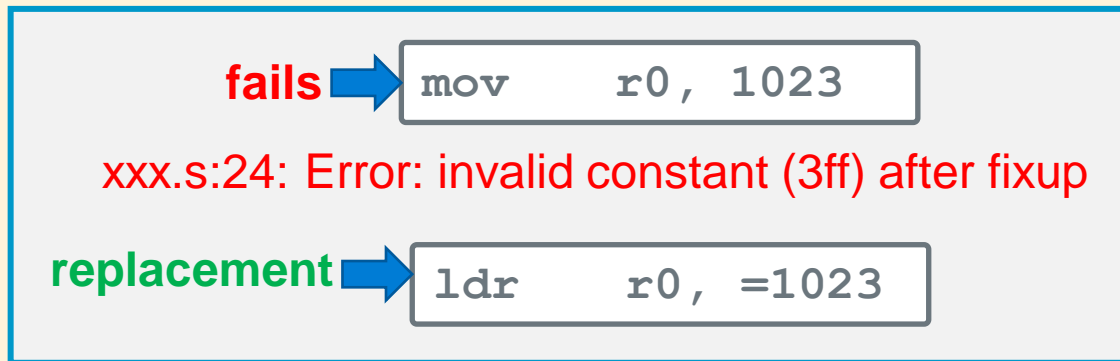 fails mov r0, 1023
xxx.s:24: Error: invalid constant (3ff) after fixup
replacement ldr r0, =1023